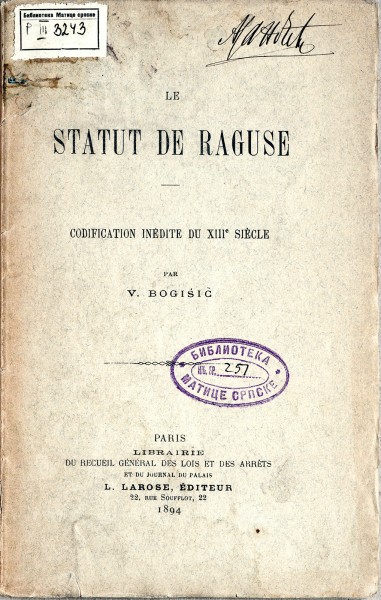 Библиотека Матице српске
Р III 3243
LE
STATUT DE RAGUSE
CODIFICATION INÉDITE DU XIIIᵉ SIÈCLE
PAR
V. BOGIŠIĆ
БИБЛИОТЕКА
251
МАТИЦЕ СРПСКЕ
PARIS
LIBRAIRIE
DU RECUEIL GÉNÉRAL DES LOIS ET DES ARRÊTS
ET DU JOURNAL DU PALAIS
L. LAROSE, ÉDITEUR
22, RUE SOUFFLOT, 22
1894